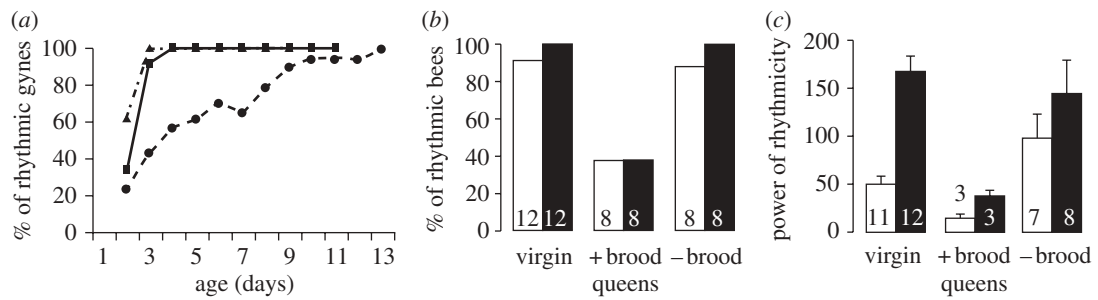 (a)
% of rhythmic gynes
100
80
60
40
20
0
1 3 5 7 9 11 13
age (days)
(b)
% of rhythmic bees
100
80
60
40
20
0
12 12 8 8 8 8
virgin + brood – brood
queens
(c)
power of rhythmicity
200
150
100
50
0
11 12 3 3 7 8
virgin + brood – brood
queens